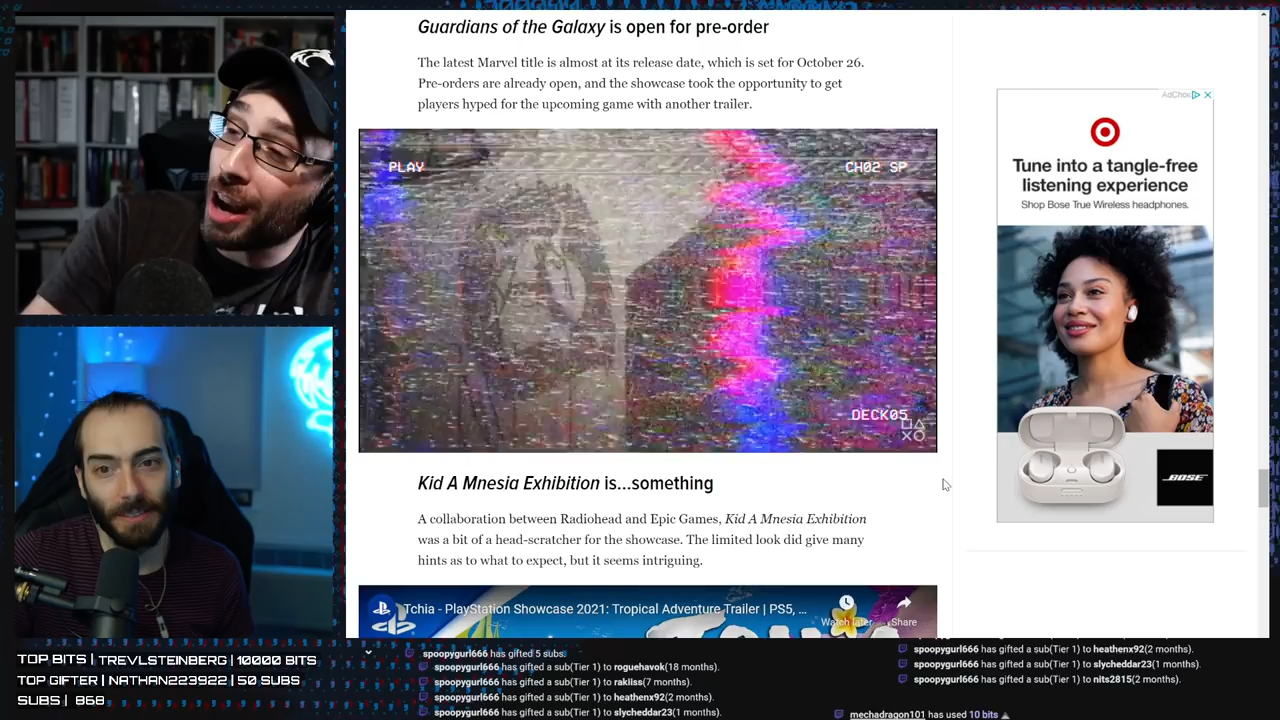 Guardians of the Galaxy is open for pre-order
The latest Marvel title is almost at its release date, which is set for October 26.
Pre-orders are already open, and the showcase took the opportunity to get
players hyped for the upcoming game with another trailer.
PLAY
CH02 SP
DECK05
Kid A Mnesia Exhibition is...something
A collaboration between Radiohead and Epic Games, Kid A Mnesia Exhibition
was a bit of a head-scratcher for the showcase. The limited look did give many
hints as to what to expect, but it seems intriguing.
Tchia - PlayStation Showcase 2021: Tropical Adventure Trailer | PS5, ...
Watch later
Share
Tune into a tangle-free
listening experience
Shop Bose True Wireless headphones.
BOSE
TOP BITS | TREVLSTEINBERG | 10000 BITS
TOP GIFTER | NATHAN223922 | 50 SUBS
SUBS | 868
spoopygurl666 has gifted 5 subs.
spoopygurl666 has gifted a sub(Tier 1) to roguehavok(18 months).
spoopygurl666 has gifted a sub(Tier 1) to rakiiss(7 months).
spoopygurl666 has gifted a sub(Tier 1) to heathenx92(2 months).
spoopygurl666 has gifted a sub(Tier 1) to slycheddar23(1 months).
spoopygurl666 has gifted a sub(Tier 1) to heathenx92(2 months).
spoopygurl666 has gifted a sub(Tier 1) to slycheddar23(1 months).
spoopygurl666 has gifted a sub(Tier 1) to nits2815(2 months).
mechadragon101 has used 10 bits